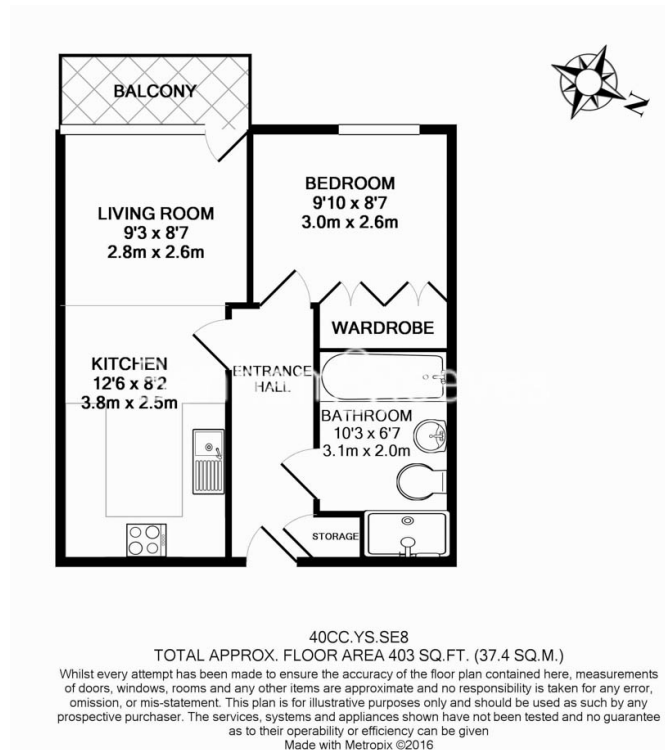 BALCONY
N
LIVING ROOM
9'3 x 8'7
2.8m x 2.6m
BEDROOM
9'10 x 8'7
3.0m x 2.6m
WARDROBE
KITCHEN
12'6 x 8'2
3.8m x 2.5m
ENTRANCE
HALL
BATHROOM
10'3 x 6'7
3.1m x 2.0m
STORAGE
40CC.YS.SE8
TOTAL APPROX. FLOOR AREA 403 SQ.FT. (37.4 SQ.M.)
Whilst every attempt has been made to ensure the accuracy of the floor plan contained here, measurements
of doors, windows, rooms and any other items are approximate and no responsibility is taken for any error,
omission, or mis-statement. This plan is for illustrative purposes only and should be used as such by any
prospective purchaser. The services, systems and appliances shown have not been tested and no guarantee
as to their operability or efficiency can be given
Made with Metropix ©2016